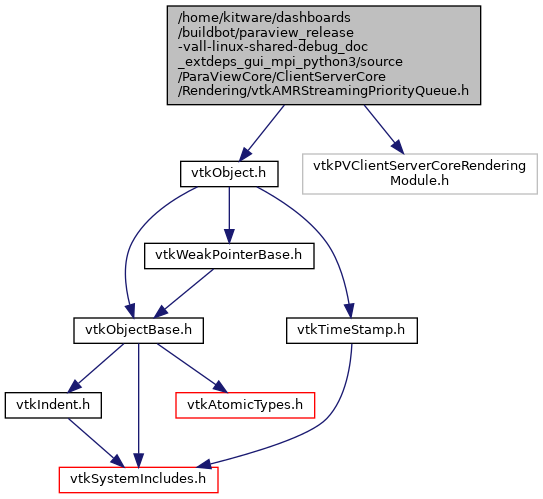 /home/kitware/dashboards
/buildbot/paraview_release
-vall-linux-shared-debug_doc
_extdeps_gui_mpi_python3/source
/ParaViewCore/ClientServerCore
/Rendering/vtkAMRStreamingPriorityQueue.h
vtkObject.h
vtkPVClientServerCoreRendering
Module.h
vtkWeakPointerBase.h
vtkObjectBase.h
vtkTimeStamp.h
vtkIndent.h
vtkAtomicTypes.h
vtkSystemIncludes.h